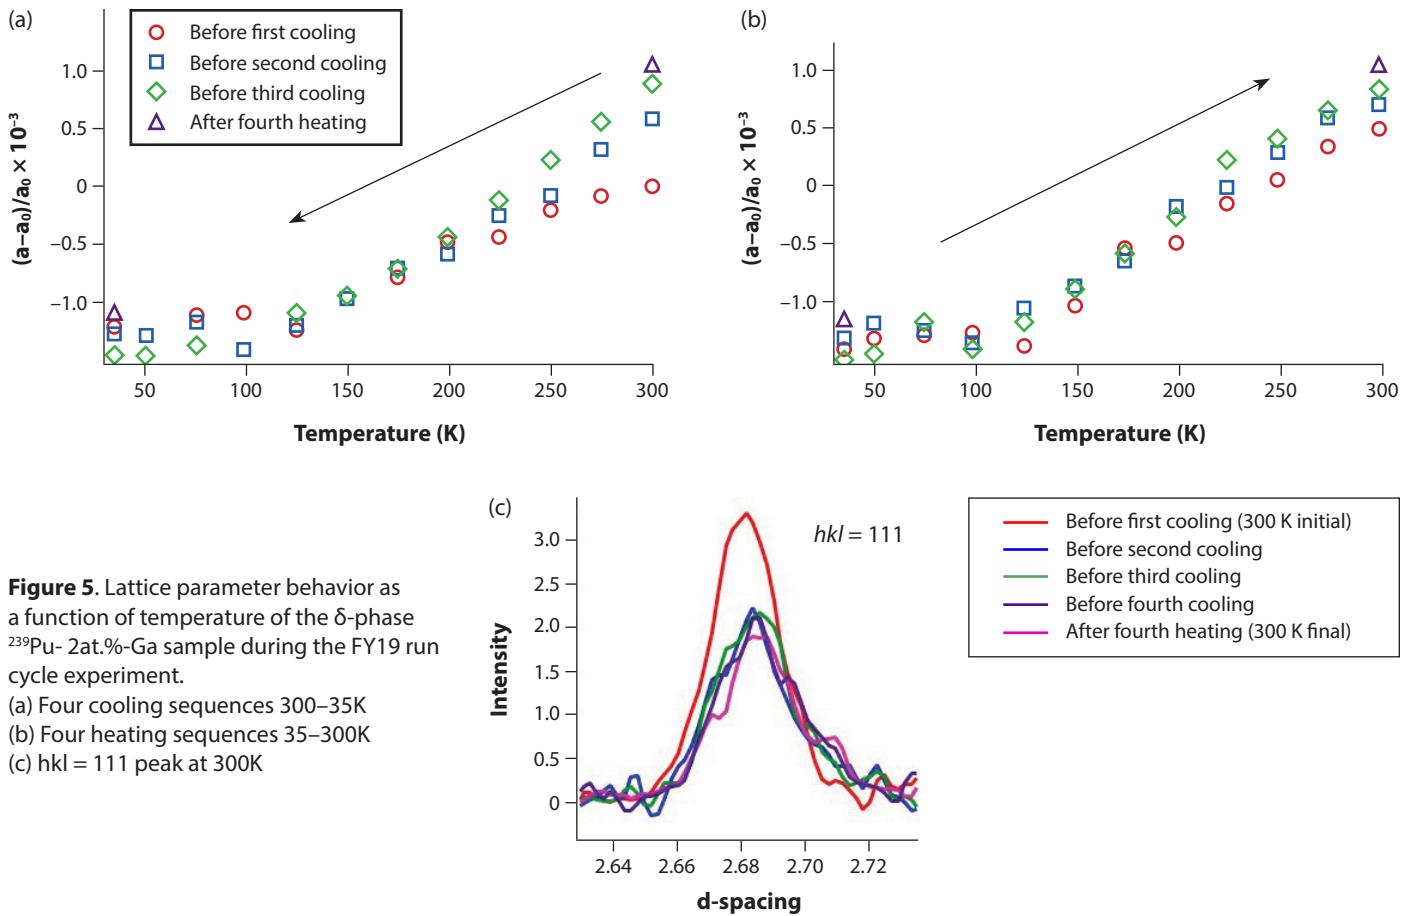 (a)
Before first cooling
Before second cooling
Before third cooling
After fourth heating
1.0
0.5
0
−0.5
−1.0
(a−a₀)/a₀ × 10⁻³
50 100 150 200 250 300
Temperature (K)
(b)
1.0
0.5
0
−0.5
−1.0
(a−a₀)/a₀ × 10⁻³
50 100 150 200 250 300
Temperature (K)
Figure 5. Lattice parameter behavior as
a function of temperature of the δ-phase
²³⁹Pu- 2at.%-Ga sample during the FY19 run
cycle experiment.
(a) Four cooling sequences 300–35K
(b) Four heating sequences 35–300K
(c) hkl = 111 peak at 300K
(c)
hkl = 111
3.0
2.5
2.0
1.5
1.0
0.5
0
Intensity
2.64 2.66 2.68 2.70 2.72
d-spacing
Before first cooling (300 K initial)
Before second cooling
Before third cooling
Before fourth cooling
After fourth heating (300 K final)